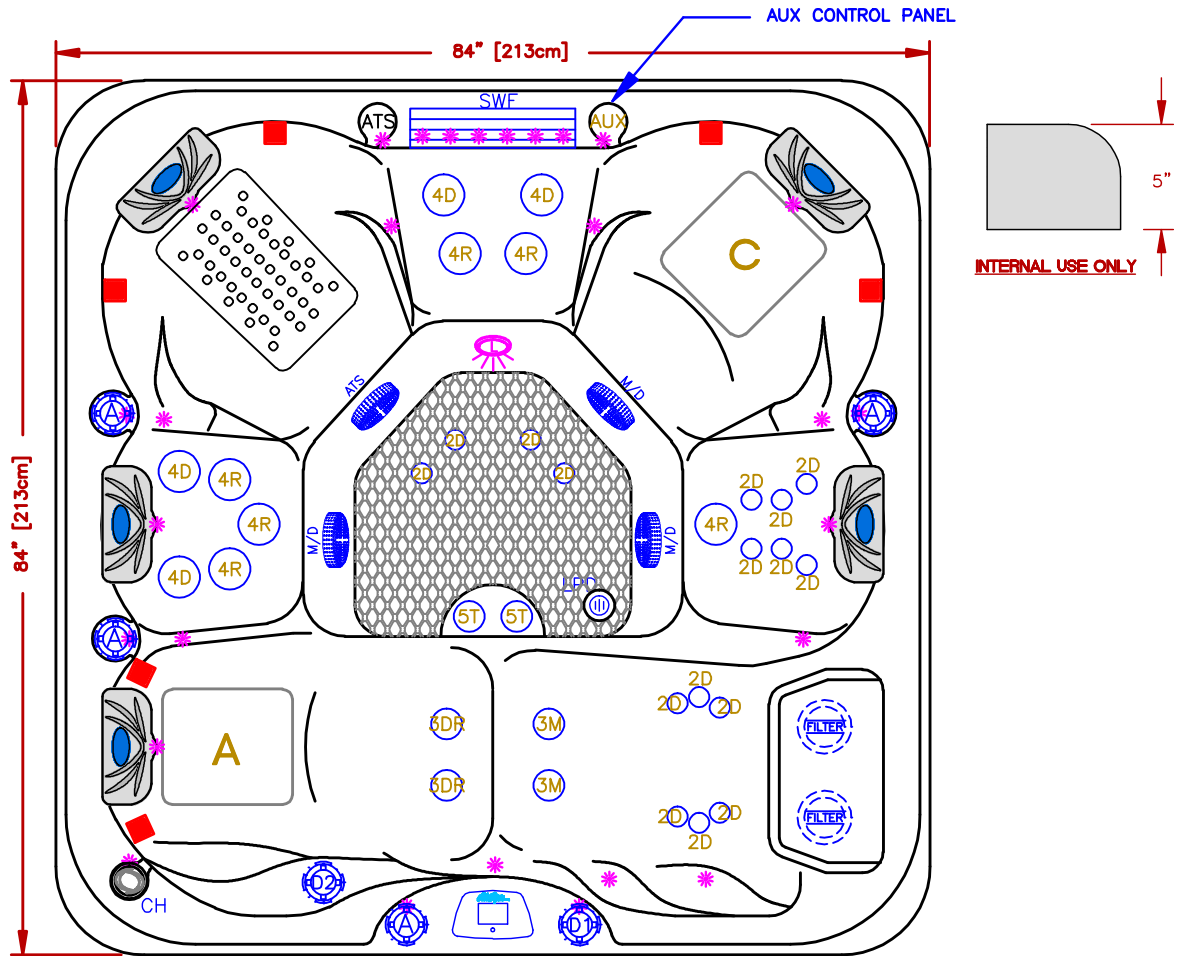 AUX CONTROL PANEL
84" [213cm]
SWF
ATS
AUX
5"
INTERNAL USE ONLY
4D
4D
4R
4R
C
ATS
M/D
A
A
2D
2D
2D
2D
4D
4R
4R
4R
4D
M/D
M/D
4R
2D
2D
2D
2D
2D
2D
84" [213cm]
5T
5T
A
A
3DR
3M
3DR
3M
2D
2D
2D
2D
2D
2D
FILTER
FILTER
CH
D2
A
D1